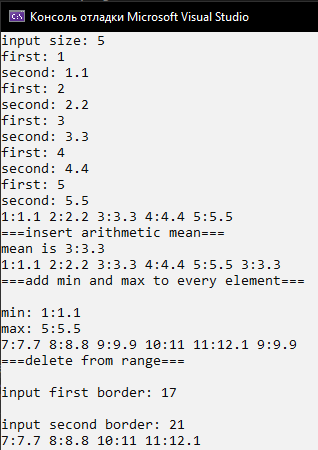 Консоль отладки Microsoft Visual Studio
input size: 5
first: 1
second: 1.1
first: 2
second: 2.2
first: 3
second: 3.3
first: 4
second: 4.4
first: 5
second: 5.5
1:1.1 2:2.2 3:3.3 4:4.4 5:5.5
===insert arithmetic mean===
mean is 3:3.3
1:1.1 2:2.2 3:3.3 4:4.4 5:5.5 3:3.3
===add min and max to every element===
min: 1:1.1
max: 5:5.5
7:7.7 8:8.8 9:9.9 10:11 11:12.1 9:9.9
===delete from range===
input first border: 17
input second border: 21
7:7.7 8:8.8 10:11 11:12.1